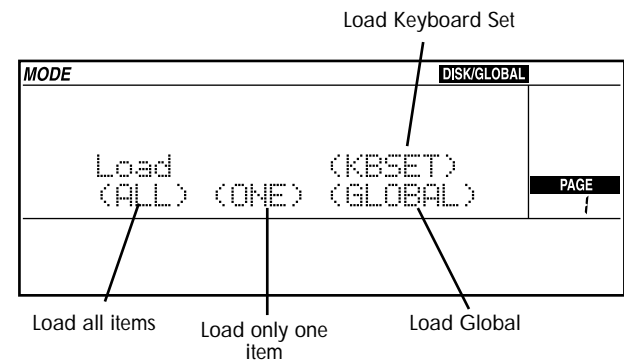 Load Keyboard Set
MODE DISK/GLOBAL
Load (KBSET)
(ALL) (ONE) (GLOBAL)
PAGE
1
Load all items
Load only one
item
Load Global